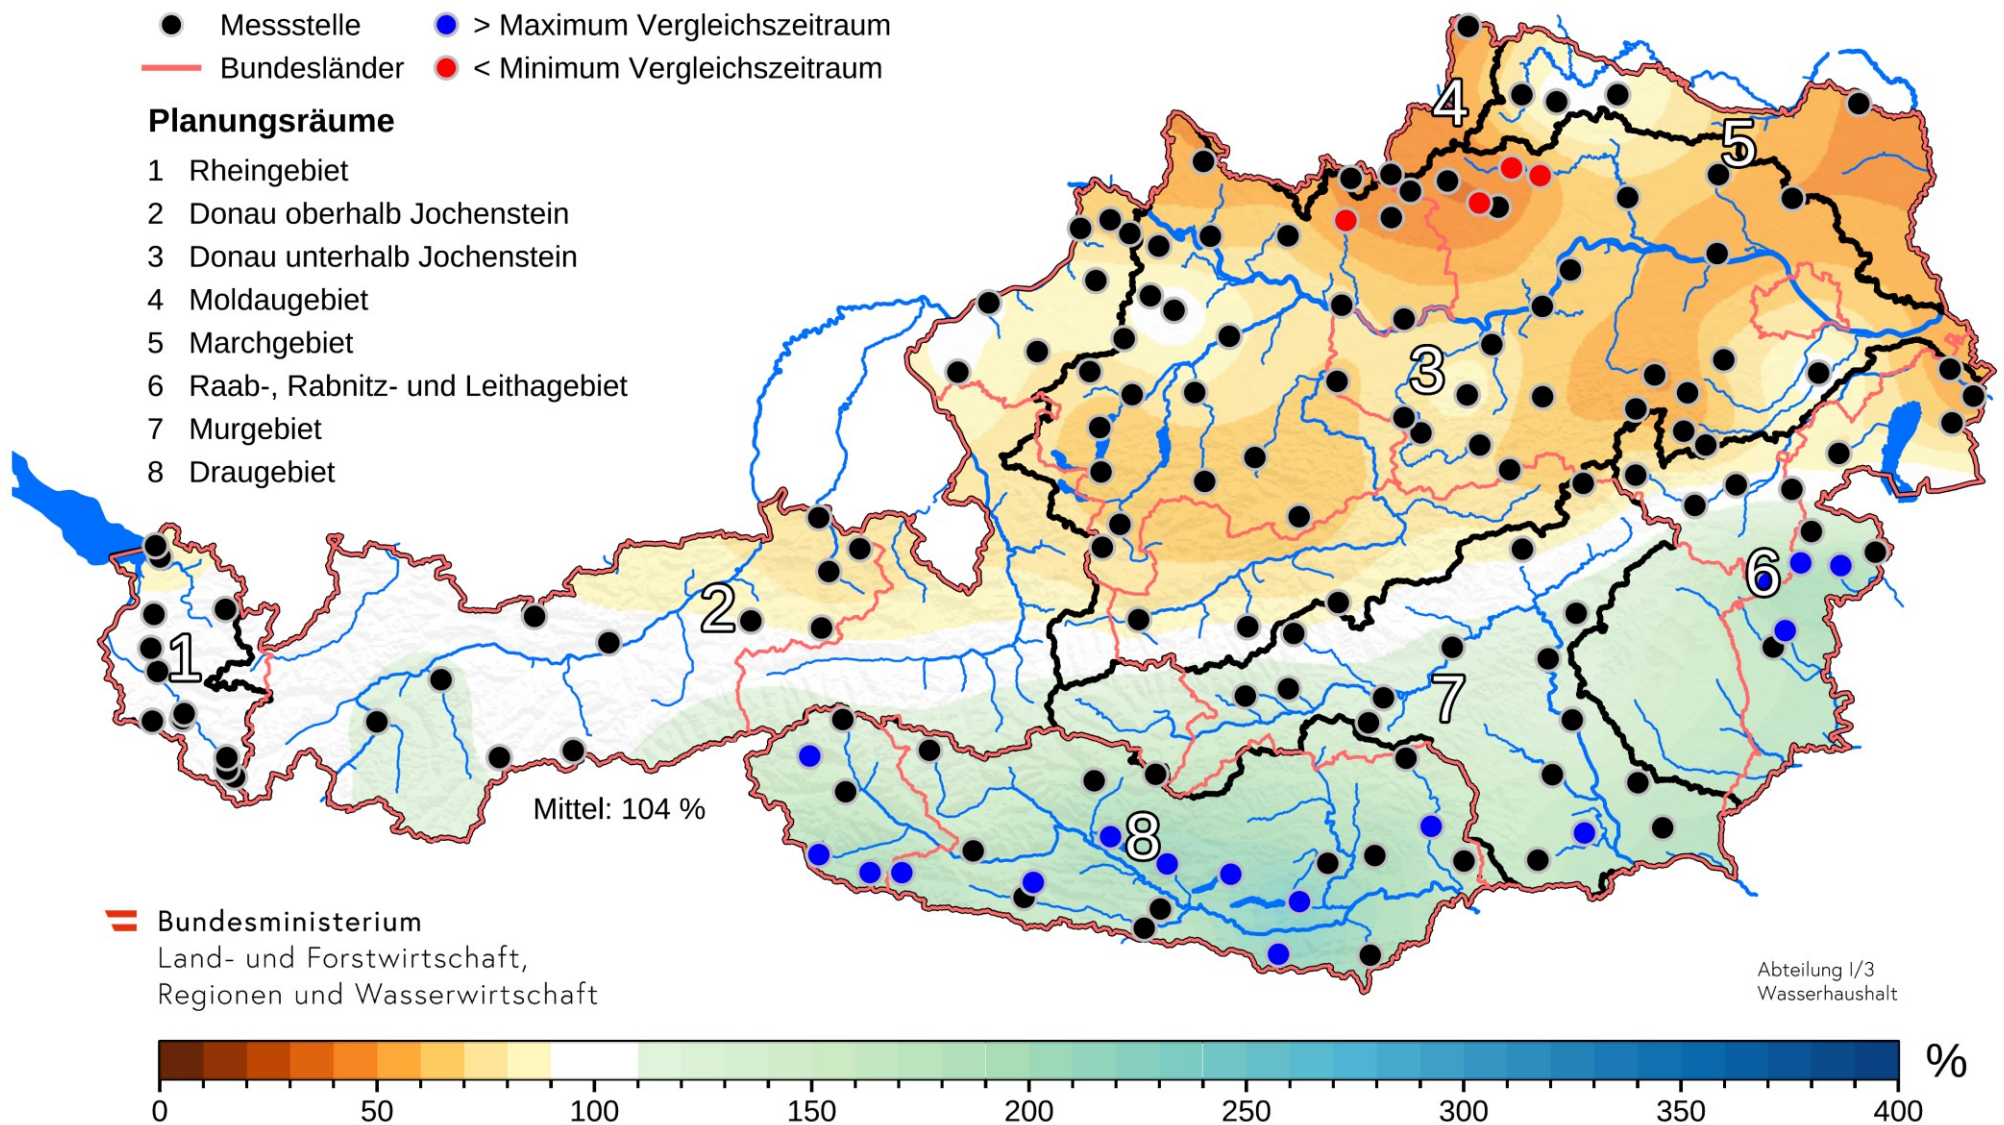 Messstelle
> Maximum Vergleichszeitraum
Bundesländer
< Minimum Vergleichszeitraum
Planungsräume
1 Rheingebiet
2 Donau oberhalb Jochenstein
3 Donau unterhalb Jochenstein
4 Moldaugebiet
5 Marchgebiet
6 Raab-, Rabnitz- und Leithagebiet
7 Murgebiet
8 Draugebiet
4
5
3
6
2
1
7
8
Mittel: 104 %
Bundesministerium
Land- und Forstwirtschaft,
Regionen und Wasserwirtschaft
Abteilung I/3
Wasserhaushalt
%
0 50 100 150 200 250 300 350 400